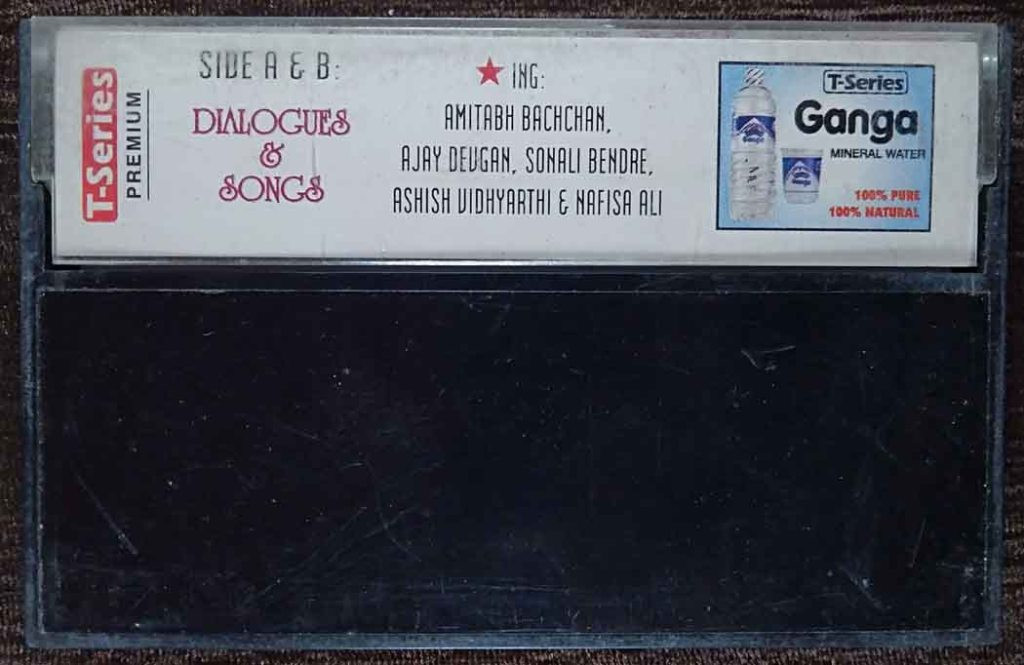 T-Series
PREMIUM
SIDE A & B:
DIALOGUES
&
SONGS
★ ING:
AMITABH BACHCHAN,
AJAY DEVGAN, SONALI BENDRE,
ASHISH VIDHYARTHI & NAFISA ALI
T-Series
Ganga
MINERAL WATER
100% PURE
100% NATURAL